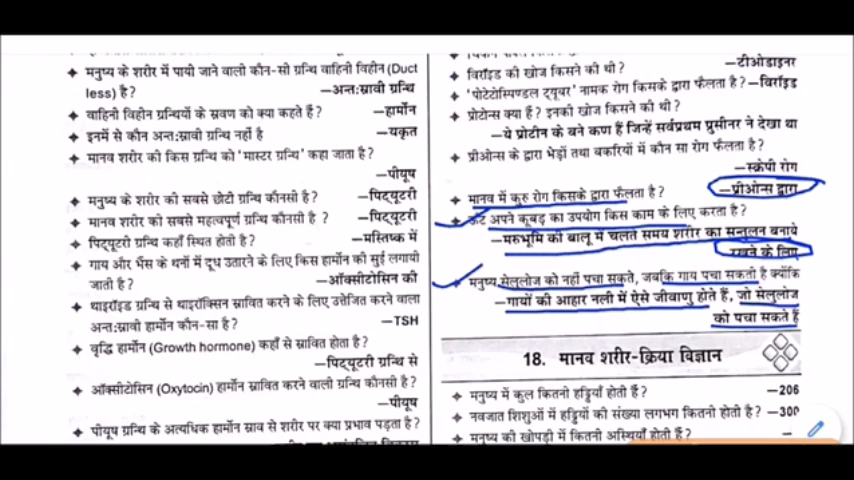 ✦ मनुष्य के शरीर में पायी जाने वाली कौन-सी ग्रन्थि वाहिनी विहीन (Duct
less) है? –अन्तःस्रावी ग्रन्थि
✦ वाहिनी विहीन ग्रन्थियों के स्रवण को क्या कहते हैं? –हार्मोन
✦ इनमें से कौन अन्तःस्रावी ग्रन्थि नहीं है –यकृत
✦ मानव शरीर की किस ग्रन्थि को 'मास्टर ग्रन्थि' कहा जाता है?
–पीयूष
✦ मनुष्य के शरीर की सबसे छोटी ग्रन्थि कौनसी है? –पिट्यूटरी
✦ मानव शरीर की सबसे महत्वपूर्ण ग्रन्थि कौनसी है ? –पिट्यूटरी
✦ पिट्यूटरी ग्रन्थि कहाँ स्थित होती है? –मस्तिष्क में
✦ गाय और भैंस के थनों में दूध उतारने के लिए किस हार्मोन की सुई लगायी
जाती है? –ऑक्सीटोसिन की
✦ थाइरॉइड ग्रन्थि से थाइरॉक्सिन स्रावित करने के लिए उत्तेजित करने वाला
अन्तःस्रावी हार्मोन कौन-सा है? –TSH
✦ वृद्धि हार्मोन (Growth hormone) कहाँ से स्रावित होता है?
–पिट्यूटरी ग्रन्थि से
✦ ऑक्सीटोसिन (Oxytocin) हार्मोन स्रावित करने वाली ग्रन्थि कौनसी है?
–पीयूष
✦ पीयूष ग्रन्थि के अत्यधिक हार्मोन स्राव से शरीर पर क्या प्रभाव पड़ता है?
–टीओडाइनर
✦ विरॉइड की खोज किसने की थी?
✦ 'पोटेटोस्पिण्डल ट्यूबर' नामक रोग किसके द्वारा फैलता है? –विरॉइड
✦ प्रोटोन्स क्या हैं? इनकी खोज किसने की थी?
–ये प्रोटीन के बने कण हैं जिन्हें सर्वप्रथम प्रुसीनर ने देखा था
✦ प्रीओन्स के द्वारा भेड़ों तथा बकरियों में कौन सा रोग फैलता है?
–स्क्रेपी रोग
✦ मानव में कुरु रोग किसके द्वारा फैलता है? –प्रीओन्स द्वारा
✦ ऊँट अपने कूबड़ का उपयोग किस काम के लिए करता है?
–मरुभूमि की बालू में चलते समय शरीर का सन्तुलन बनाये
रखने के लिए
✦ मनुष्य सेलुलोज को नहीं पचा सकते, जबकि गाय पचा सकती है क्योंकि
–गायों की आहार नली में ऐसे जीवाणु होते हैं, जो सेलुलोज
को पचा सकते हैं
18. मानव शरीर-क्रिया विज्ञान
✦ मनुष्य में कुल कितनी हड्डियाँ होती हैं? –206
✦ नवजात शिशुओं में हड्डियों की संख्या लगभग कितनी होती है? –300
✦ मनुष्य की खोपड़ी में कितनी अस्थियाँ होती हैं? –